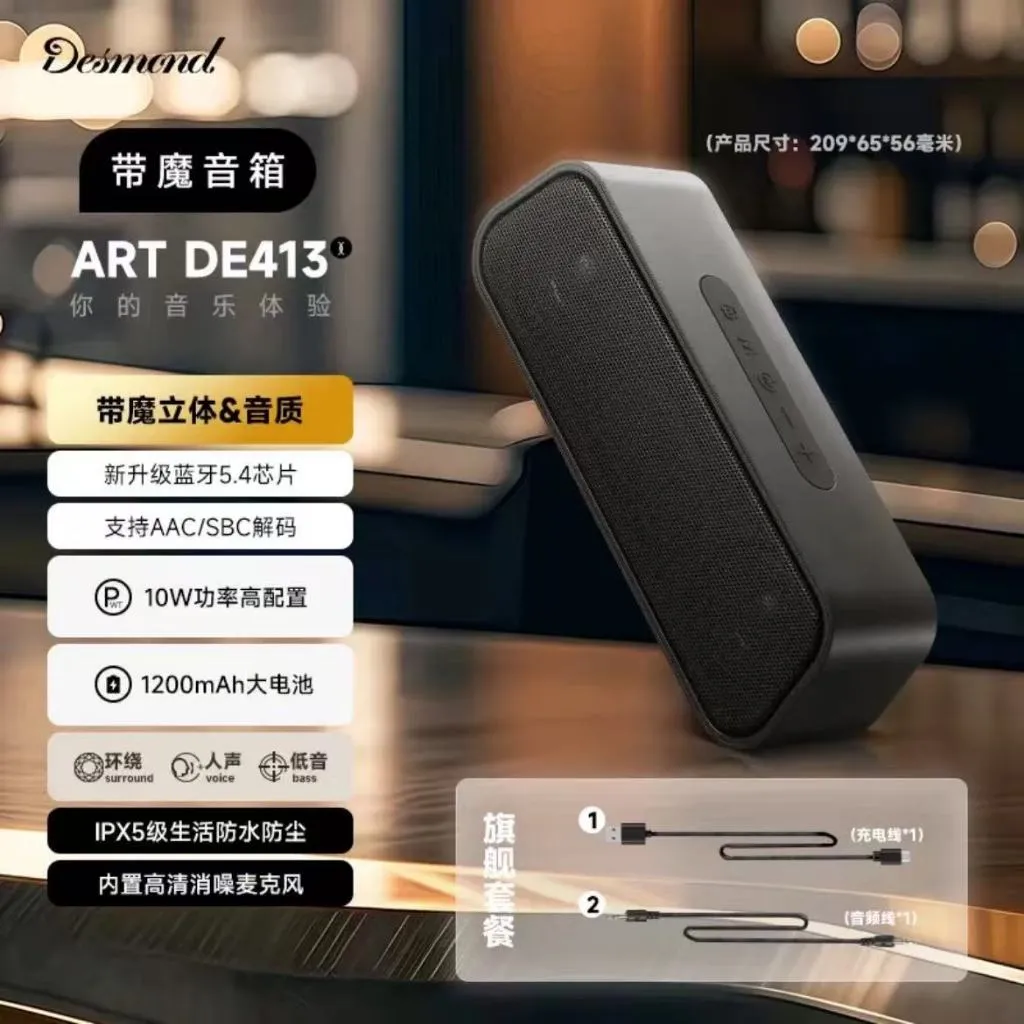 Desmond
带魔音箱
(产品尺寸：209*65*56毫米)
ART DE413
你的音乐体验
带魔立体&音质
新升级蓝牙5.4芯片
支持AAC/SBC解码
10W功率高配置
1200mAh大电池
环绕 surround
人声 voice
低音 bass
IPX5级生活防水防尘
内置高清消噪麦克风
旗舰套餐
1
(充电线*1)
2
(音频线*1)